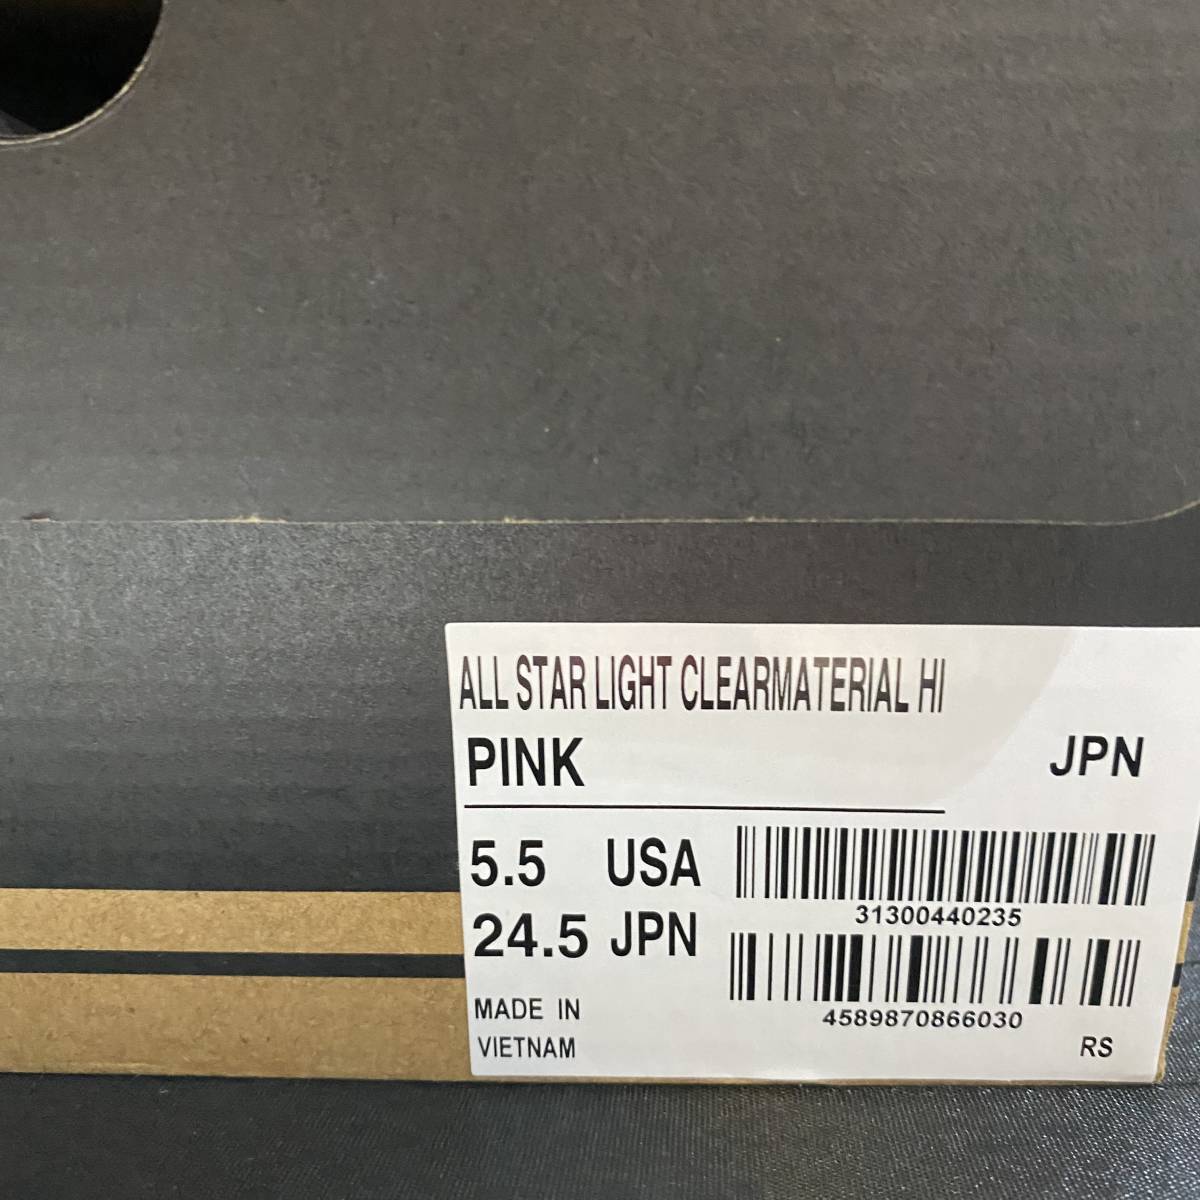 ALL STAR LIGHT CLEARMATERIAL HI
PINK JPN
5.5 USA
31300440235
24.5 JPN
4589870866030
MADE IN
VIETNAM RS